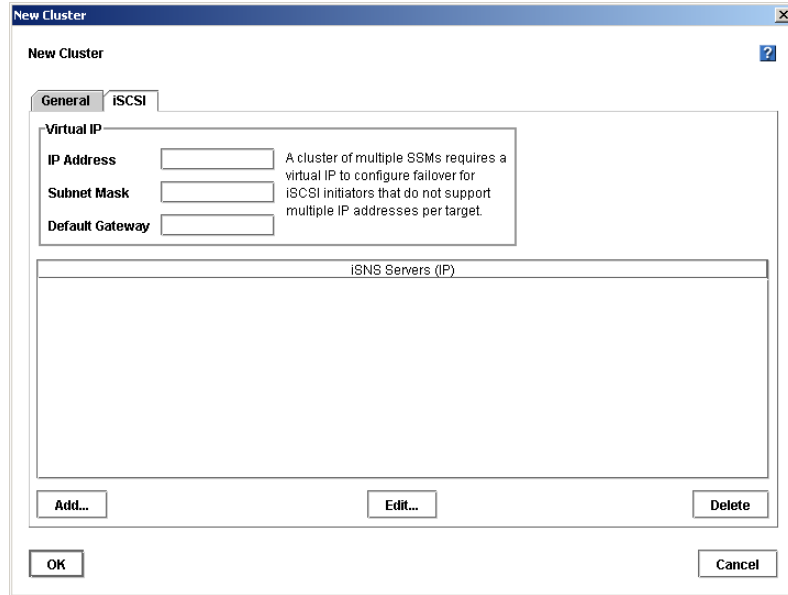 New Cluster
New Cluster
?
General iSCSI
Virtual IP
IP Address
Subnet Mask
Default Gateway
A cluster of multiple SSMs requires a
virtual IP to configure failover for
iSCSI initiators that do not support
multiple IP addresses per target.
iSNS Servers (IP)
Add... Edit... Delete
OK Cancel